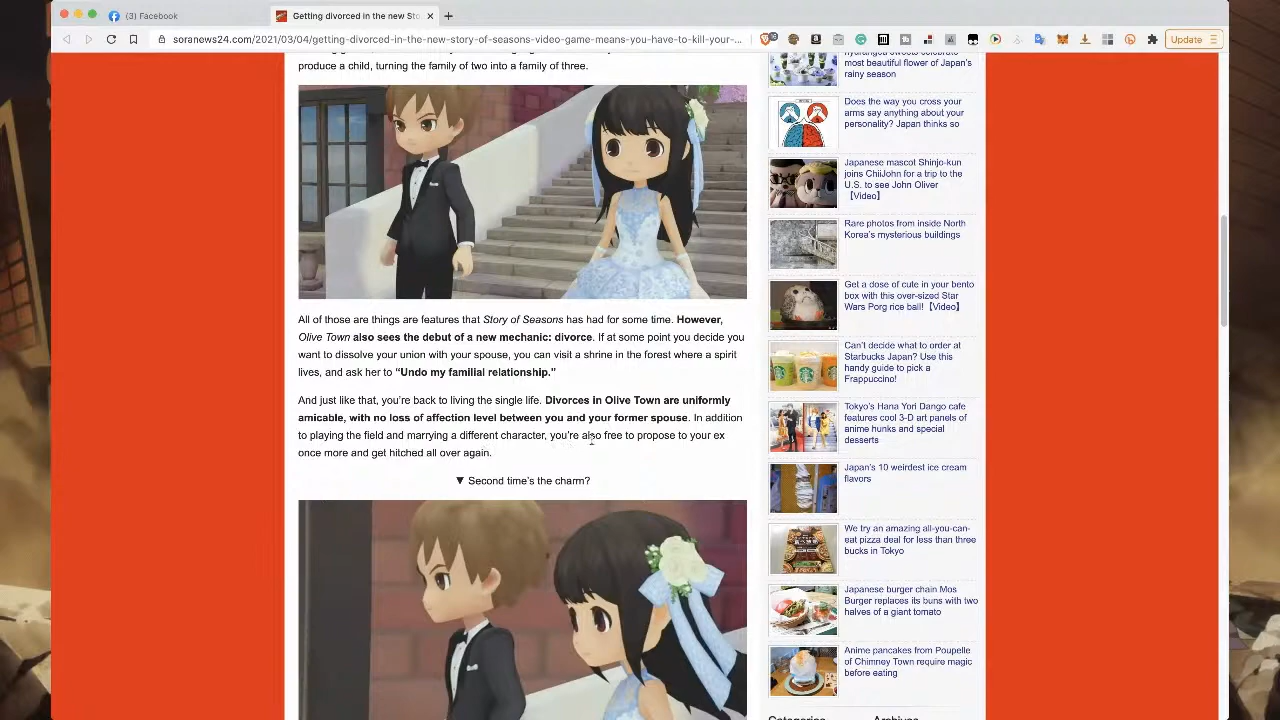 (3) Facebook
Getting divorced in the new Sto
soranews24.com/2021/03/04/getting-divorced-in-the-new-story-of-seasons-video-game-means-you-have-to-kill-your-...
Update
produce a child, turning the family of two into a family of three.
All of those are things are features that Story of Seasons has had for some time. However,
Olive Town also marks the debut of a new feature: divorce. If at some point you decide you
want to dissolve your union with your spouse, you can visit a shrine in the forest where a spirit
lives, and ask her to “Undo my familial relationship.”
And just like that, you’re back to living the single life. Divorces in Olive Town are uniformly
amicable, with no loss of affection level between you and your former spouse. In addition
to playing the field and marrying a different character, you’re also free to propose to your ex
once more and get hitched all over again.
▼ Second time’s the charm?
most beautiful flower of Japan’s
rainy season
Does the way you cross your
arms say anything about your
personality? Japan thinks so
Japanese mascot Shinjo-kun
joins ChiiJohn for a trip to the
U.S. to see John Oliver
【Video】
Rare photos from inside North
Korea’s mysterious buildings
Get a dose of cute in your bento
box with this over-sized Star
Wars Porg rice ball!【Video】
Can’t decide what to order at
Starbucks Japan? Use this
handy guide to pick a
Frappuccino!
Tokyo’s Hana Yori Dango cafe
features cool 3-D art panels of
anime hunks and special
desserts
Japan’s 10 weirdest ice cream
flavors
We try an amazing all-you-can-
eat pizza deal for less than three
bucks in Tokyo
Japanese burger chain Mos
Burger replaces its buns with two
halves of a giant tomato
Anime pancakes from Poupelle
of Chimney Town require magic
before eating
Categories
Archives